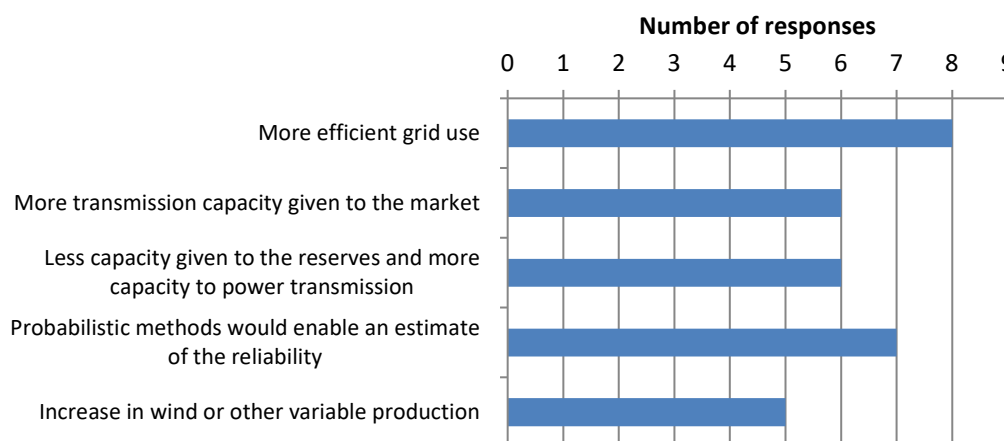 Number of responses
0 1 2 3 4 5 6 7 8 9
More efficient grid use
More transmission capacity given to the market
Less capacity given to the reserves and more
capacity to power transmission
Probabilistic methods would enable an estimate
of the reliability
Increase in wind or other variable production